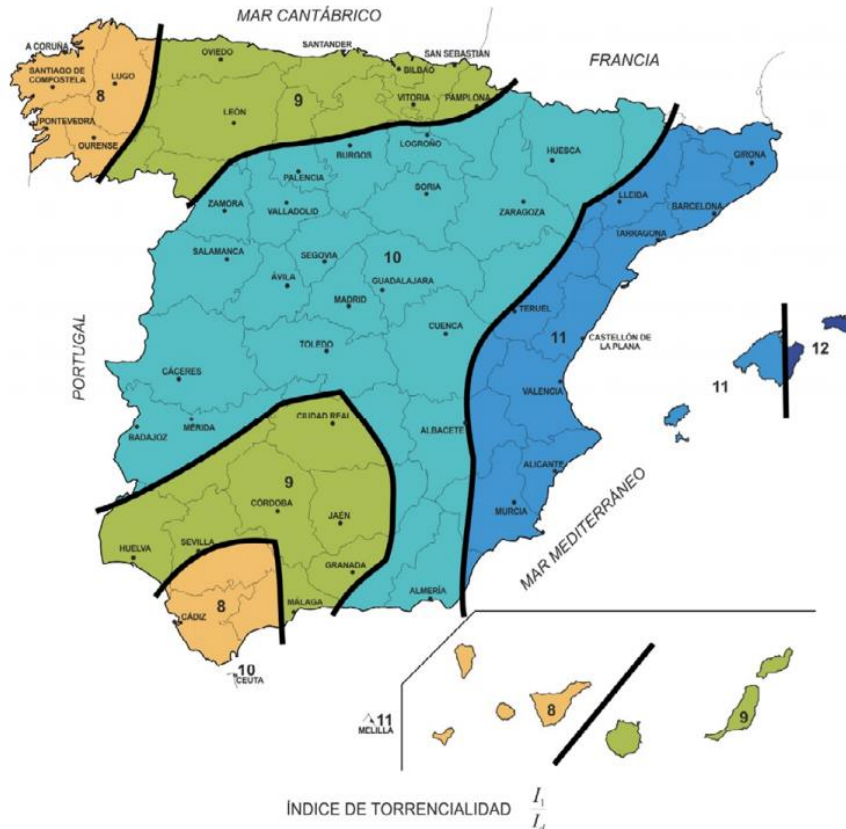 MAR CANTÁBRICO
A CORUÑA
OVIEDO
SANTANDER
SAN SEBASTIÁN
FRANCIA
BILBAO
SANTIAGO DE
COMPOSTELA
LUGO
8
9
VITORIA
PAMPLONA
LEÓN
PONTEVEDRA
OURENSE
BURGOS
LOGROÑO
HUESCA
GIRONA
PALENCIA
SORIA
LLEIDA
BARCELONA
ZAMORA
VALLADOLID
ZARAGOZA
TARRAGONA
SALAMANCA
SEGOVIA
10
ÁVILA
GUADALAJARA
MADRID
TERUEL
CUENCA
PORTUGAL
TOLEDO
11
CASTELLÓN DE
LA PLANA
12
CÁCERES
VALENCIA
11
BADAJOZ
MÉRIDA
CIUDAD REAL
ALBACETE
ALICANTE
9
CÓRDOBA
JAÉN
MURCIA
MAR MEDITERRÁNEO
HUELVA
SEVILLA
GRANADA
ALMERÍA
MÁLAGA
8
CÁDIZ
10
CEUTA
11
MELILLA
8
9
ÍNDICE DE TORRENCIALIDAD I₁
I